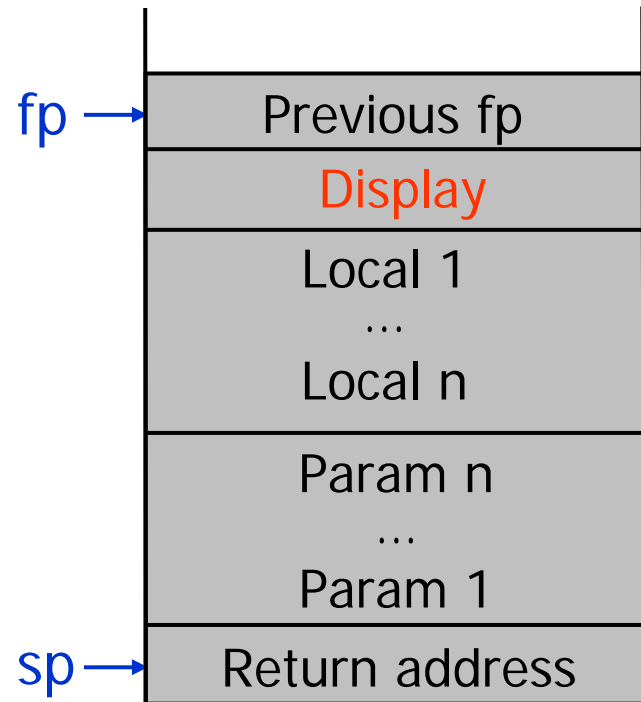 fp
Previous fp
Display
Local 1
...
Local n
Param n
...
Param 1
sp
Return address